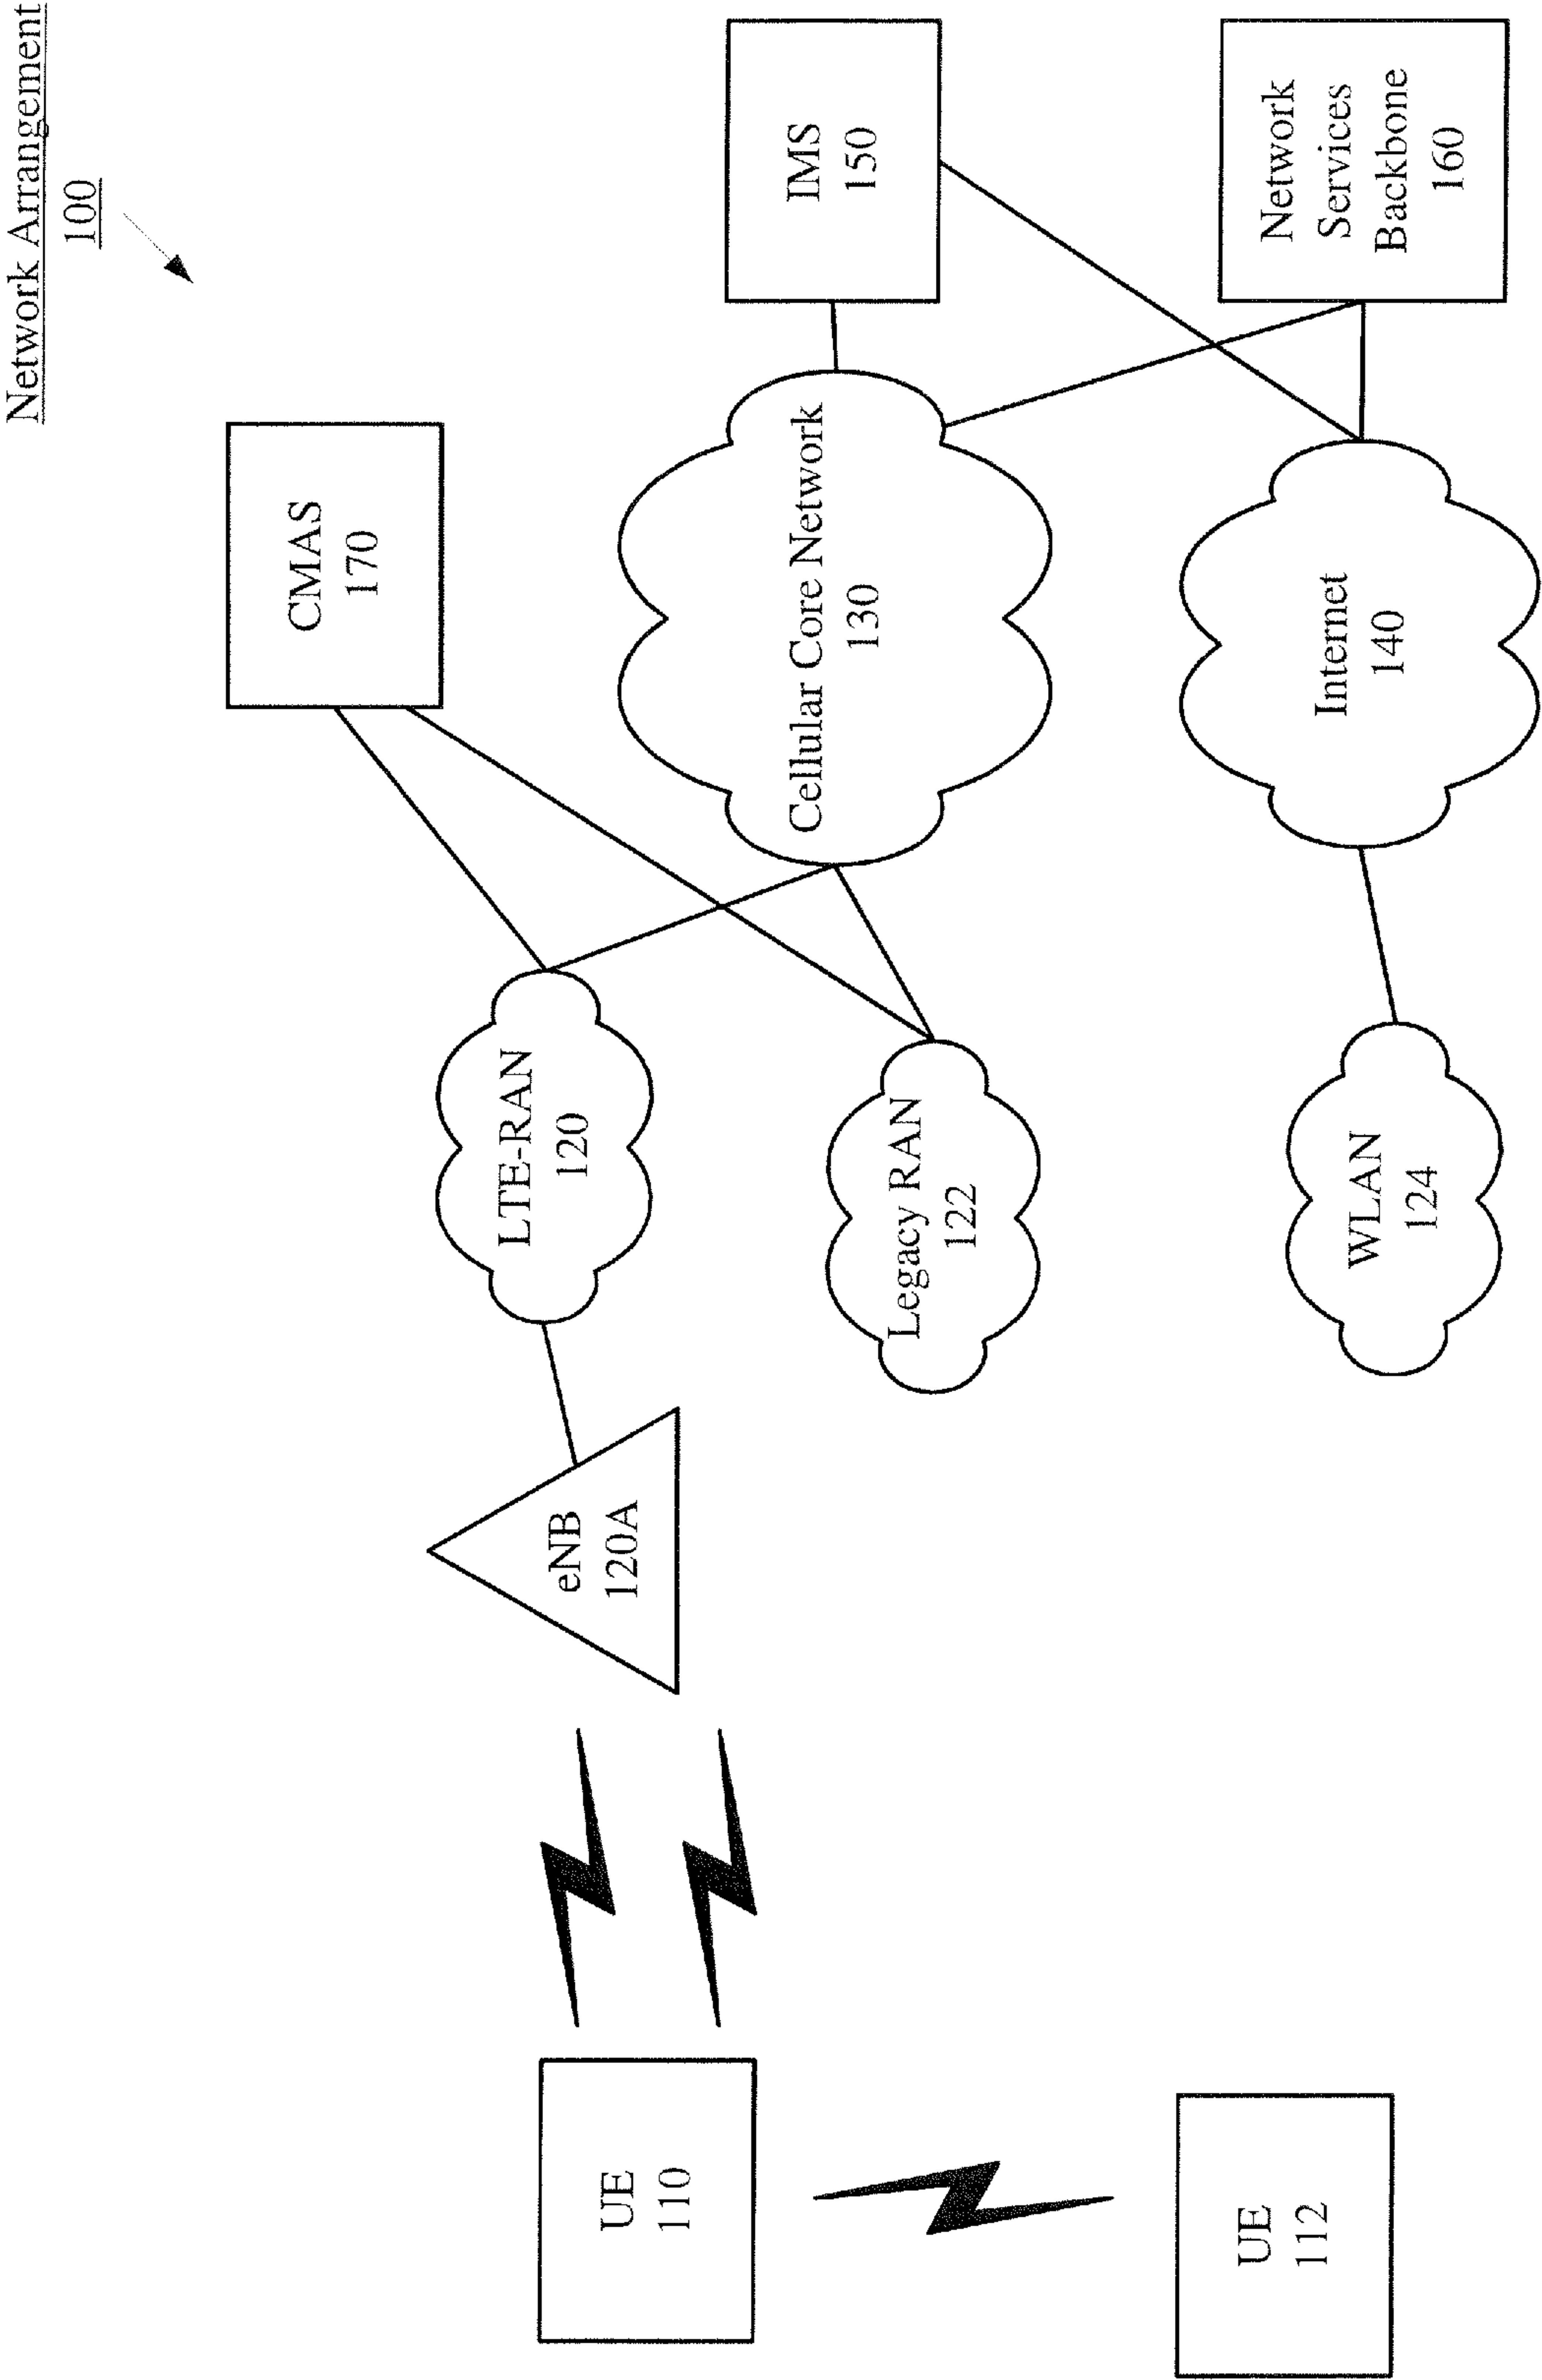 Network Arrangement
100
CMAS
170
IMS
150
Network
Services
Backbone
160
Cellular Core Network
130
Internet
140
LTE-RAN
120
Legacy RAN
122
WLAN
124
eNB
120A
UE
110
UE
112